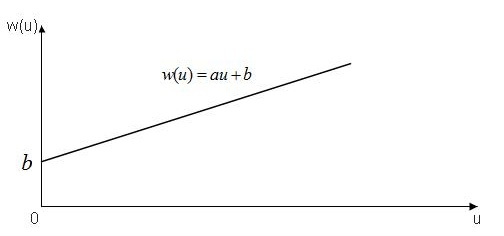 w(u)
w(u) = au + b
b
0
u